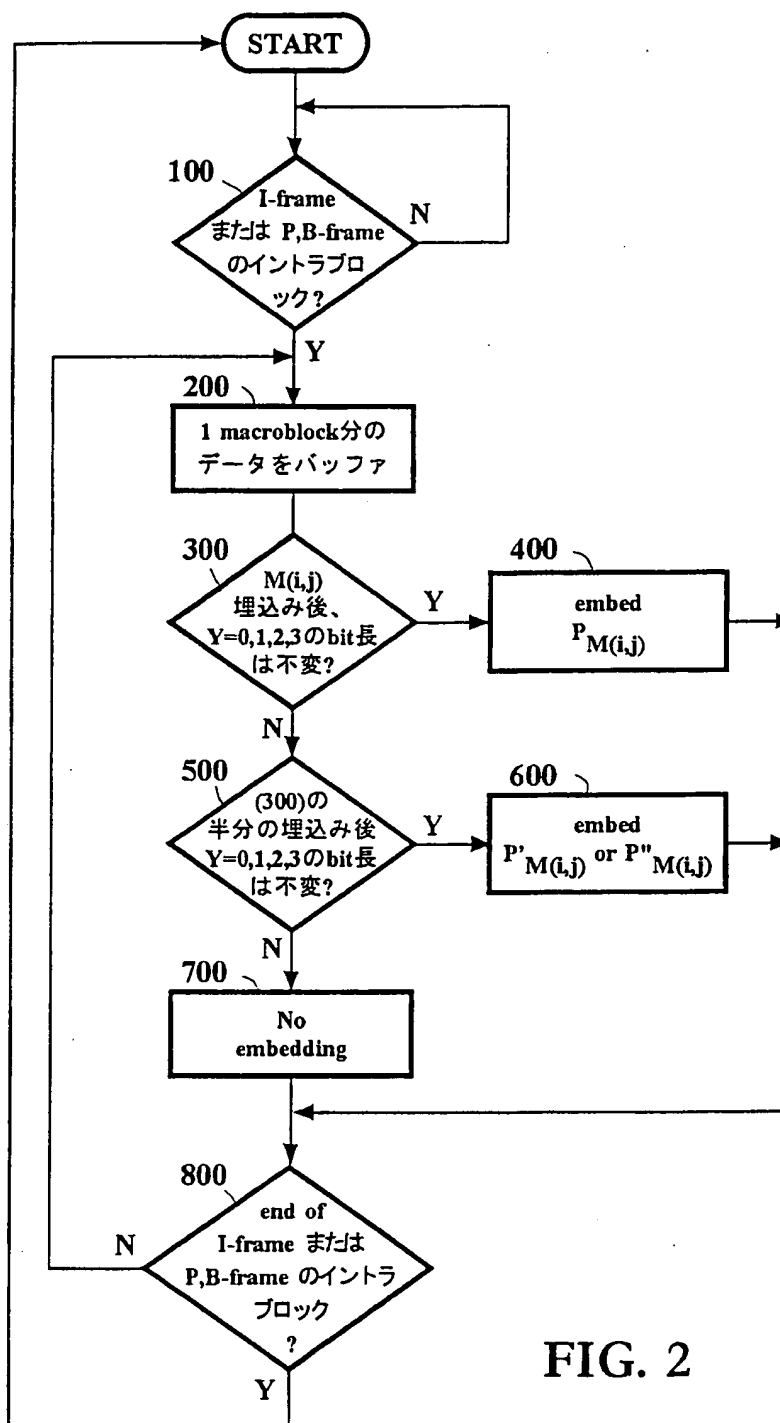 START
100
I-frame
または P,B-frame
のイントラブロ
ック?
N
Y
200
1 macroblock分の
データをバッファ
300
M(i,j)
埋込み後、
Y=0,1,2,3のbit長
は不変?
Y
400
embed
P M(i,j)
N
500
(300)の
半分の埋込み後
Y=0,1,2,3のbit長
は不変?
Y
600
embed
P' M(i,j) or P" M(i,j)
N
700
No
embedding
800
end of
I-frame または
P,B-frame のイントラ
ブロック
?
N
Y
FIG. 2